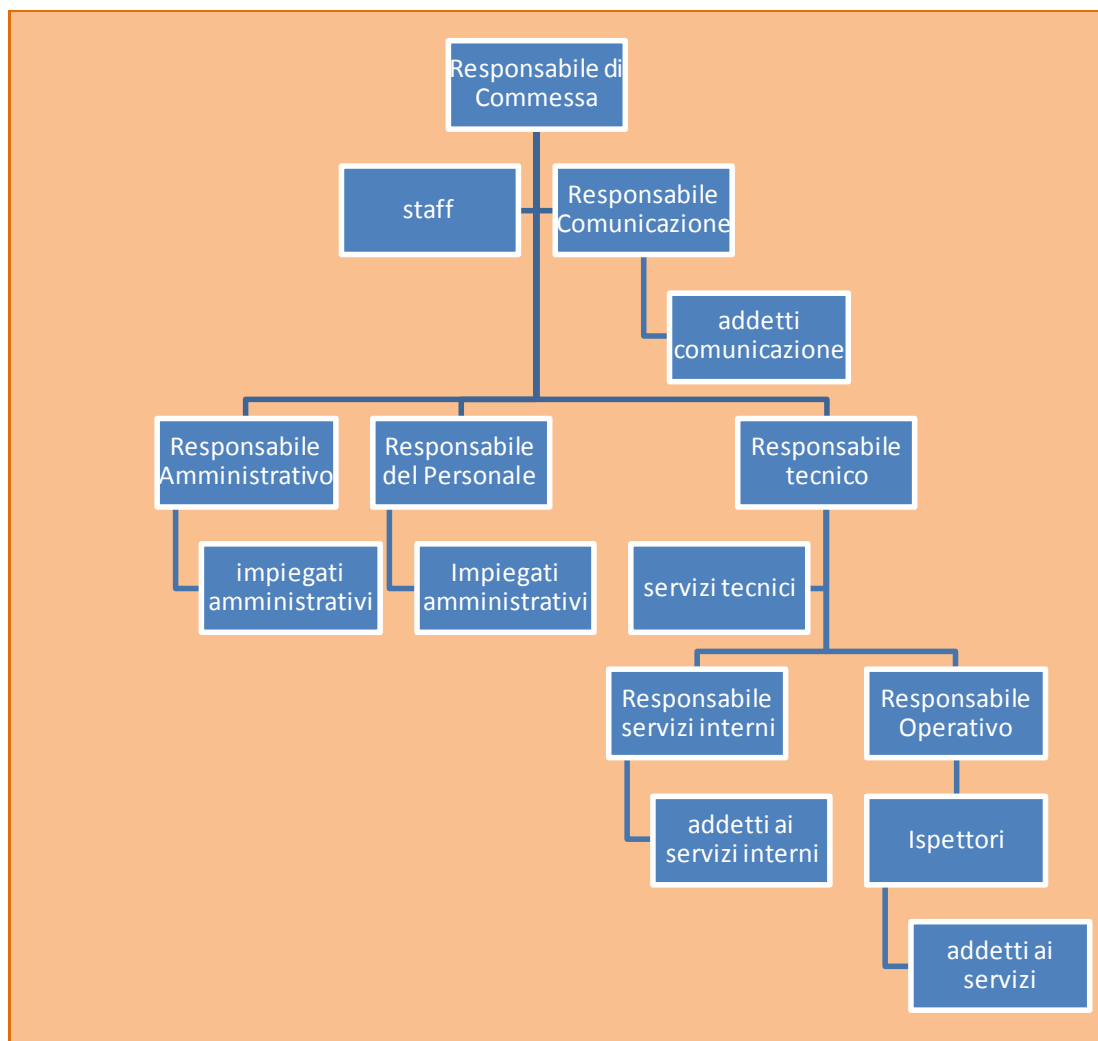 Responsabile di
Commessa
staff
Responsabile
Comunicazione
addetti
comunicazione
Responsabile
Amministrativo
Responsabile
del Personale
Responsabile
tecnico
impiegati
amministrativi
Impiegati
amministrativi
servizi tecnici
Responsabile
servizi interni
Responsabile
Operativo
addetti ai
servizi interni
Ispettori
addetti ai
servizi